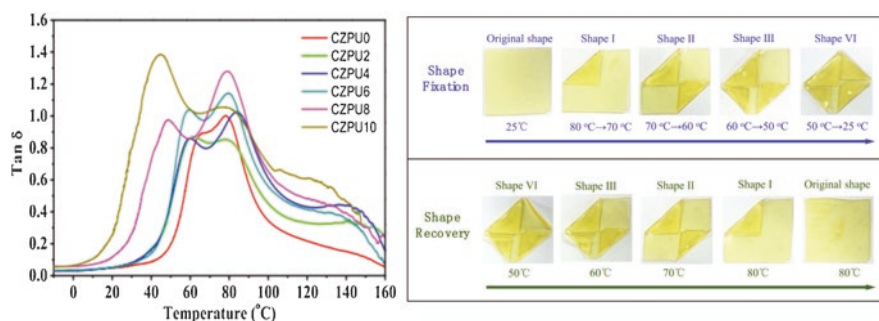 Tan δ
1.6
1.4
1.2
1.0
0.8
0.6
0.4
0.2
0.0
0 20 40 60 80 100 120 140 160
Temperature (°C)
CZPU0
CZPU2
CZPU4
CZPU6
CZPU8
CZPU10
Shape
Fixation
Original shape Shape I Shape II Shape III Shape VI
25℃ 80 °C→70 °C 70 °C→60 °C 60 °C→50 °C 50 °C→25 °C
Shape
Recovery
Shape VI Shape III Shape II Shape I Original shape
50℃ 60℃ 70℃ 80℃ 80℃